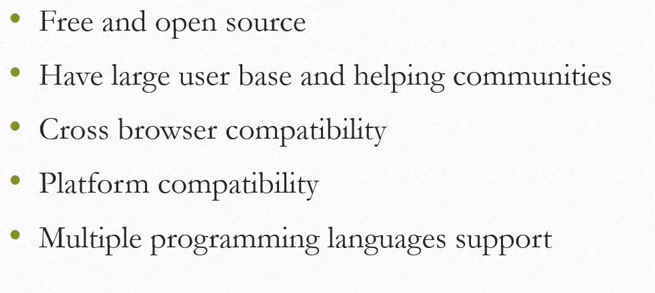 • Free and open source
• Have large user base and helping communities
• Cross browser compatibility
• Platform compatibility
• Multiple programming languages support